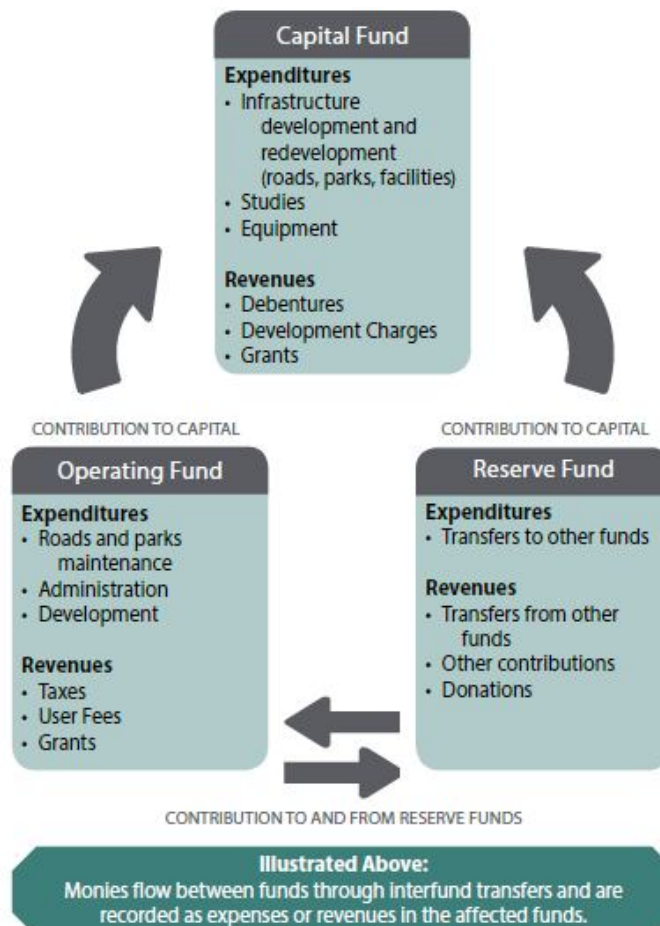 Capital Fund
Expenditures
• Infrastructure
development and
redevelopment
(roads, parks, facilities)
• Studies
• Equipment
Revenues
• Debentures
• Development Charges
• Grants
CONTRIBUTION TO CAPITAL
Operating Fund
Expenditures
• Roads and parks
maintenance
• Administration
• Development
Revenues
• Taxes
• User Fees
• Grants
CONTRIBUTION TO CAPITAL
Reserve Fund
Expenditures
• Transfers to other funds
Revenues
• Transfers from other
funds
• Other contributions
• Donations
CONTRIBUTION TO AND FROM RESERVE FUNDS
Illustrated Above:
Monies flow between funds through interfund transfers and are
recorded as expenses or revenues in the affected funds.